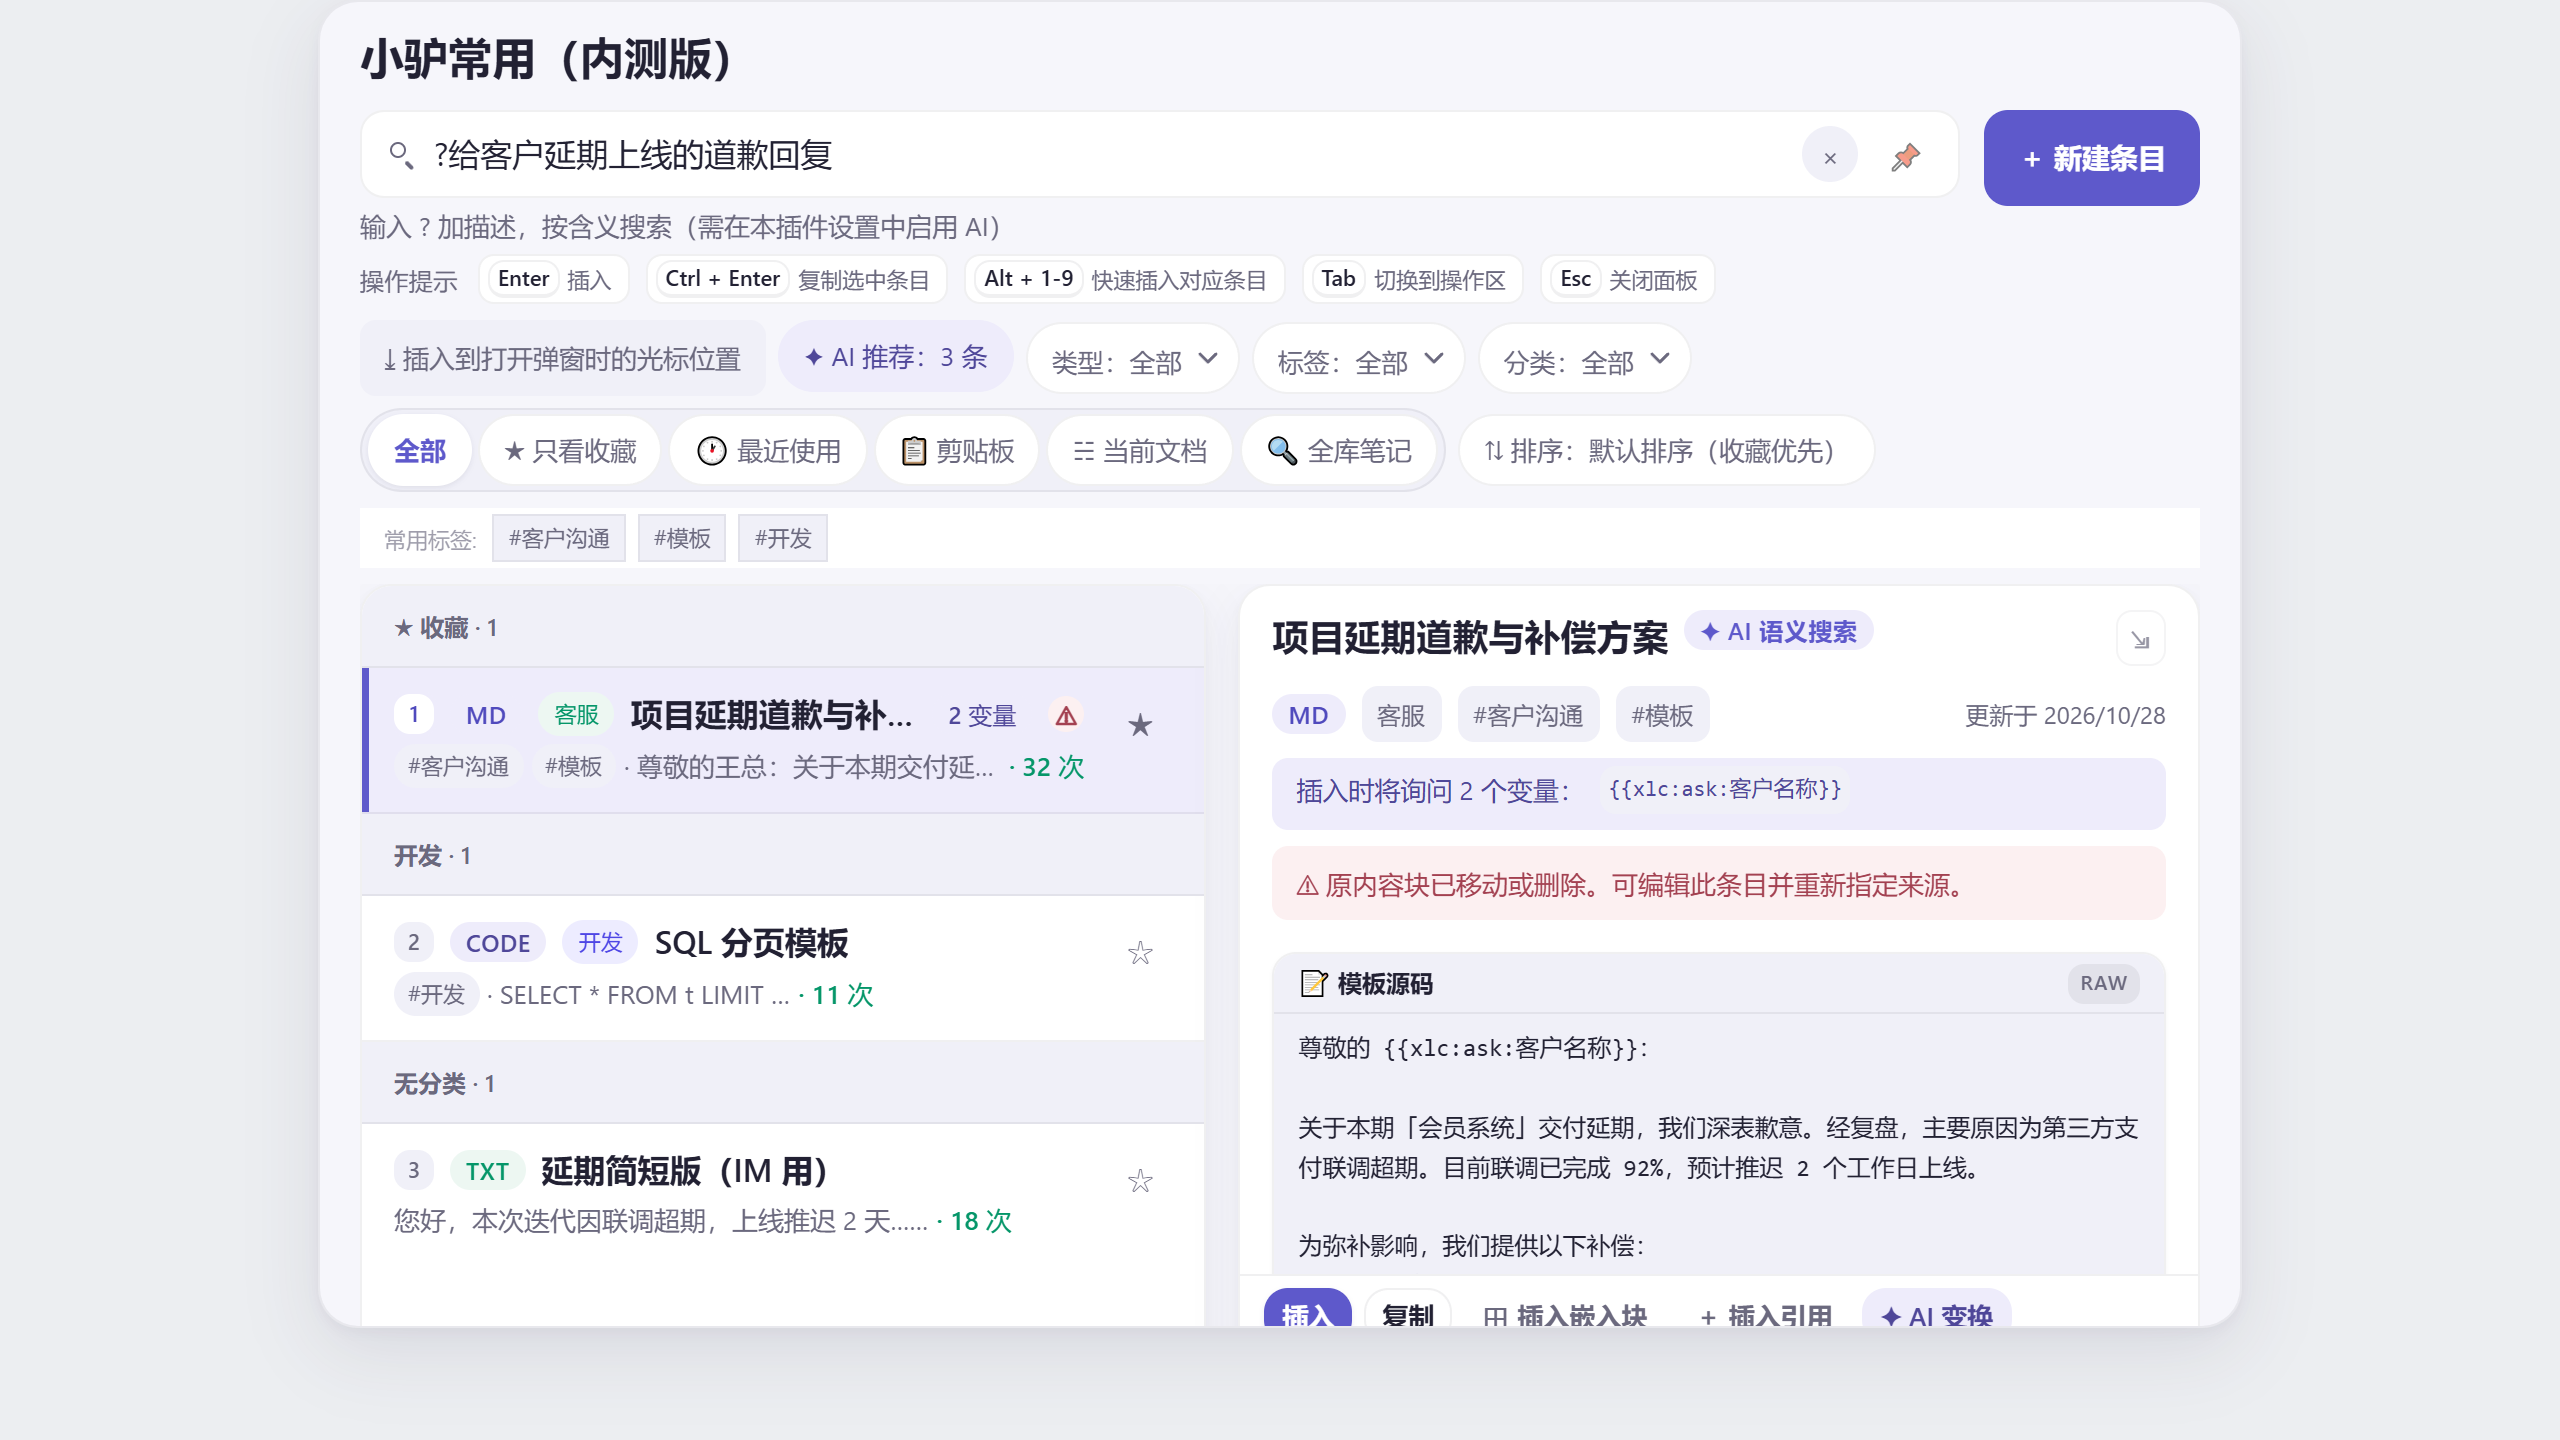 小驴常用（内测版）
?给客户延期上线的道歉回复
×
+ 新建条目
输入 ? 加描述，按含义搜索（需在本插件设置中启用 AI）
操作提示 Enter 插入 Ctrl + Enter 复制选中条目 Alt + 1-9 快速插入对应条目 Tab 切换到操作区 Esc 关闭面板
⤓ 插入到打开弹窗时的光标位置 ✦ AI 推荐：3 条 类型：全部 标签：全部 分类：全部
全部 ★ 只看收藏 🕐 最近使用 📋 剪贴板 ☵ 当前文档 🔍 全库笔记 ⇅ 排序：默认排序（收藏优先）
常用标签: #客户沟通 #模板 #开发
★ 收藏 · 1
1 MD 客服 项目延期道歉与补... 2 变量 ⚠ ★
#客户沟通 #模板 · 尊敬的王总：关于本期交付延... · 32 次
开发 · 1
2 CODE 开发 SQL 分页模板 ☆
#开发 · SELECT * FROM t LIMIT ... · 11 次
无分类 · 1
3 TXT 延期简短版（IM 用） ☆
您好，本次迭代因联调超期，上线推迟 2 天...... · 18 次
项目延期道歉与补偿方案 ✦ AI 语义搜索
MD 客服 #客户沟通 #模板 更新于 2026/10/28
插入时将询问 2 个变量： {{xlc:ask:客户名称}}
⚠ 原内容块已移动或删除。可编辑此条目并重新指定来源。
📝 模板源码 RAW
尊敬的 {{xlc:ask:客户名称}}：
关于本期「会员系统」交付延期，我们深表歉意。经复盘，主要原因为第三方支
付联调超期。目前联调已完成 92%，预计推迟 2 个工作日上线。
为弥补影响，我们提供以下补偿：
插入 复制 田 插入嵌入块 + 插入引用 ✦ AI 变换